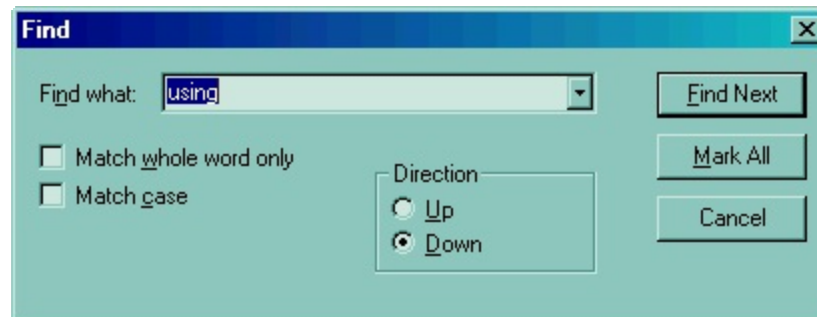 Find
Find what: using Find Next
Match whole word only Mark All
Match case
Direction
Up
Down
Cancel